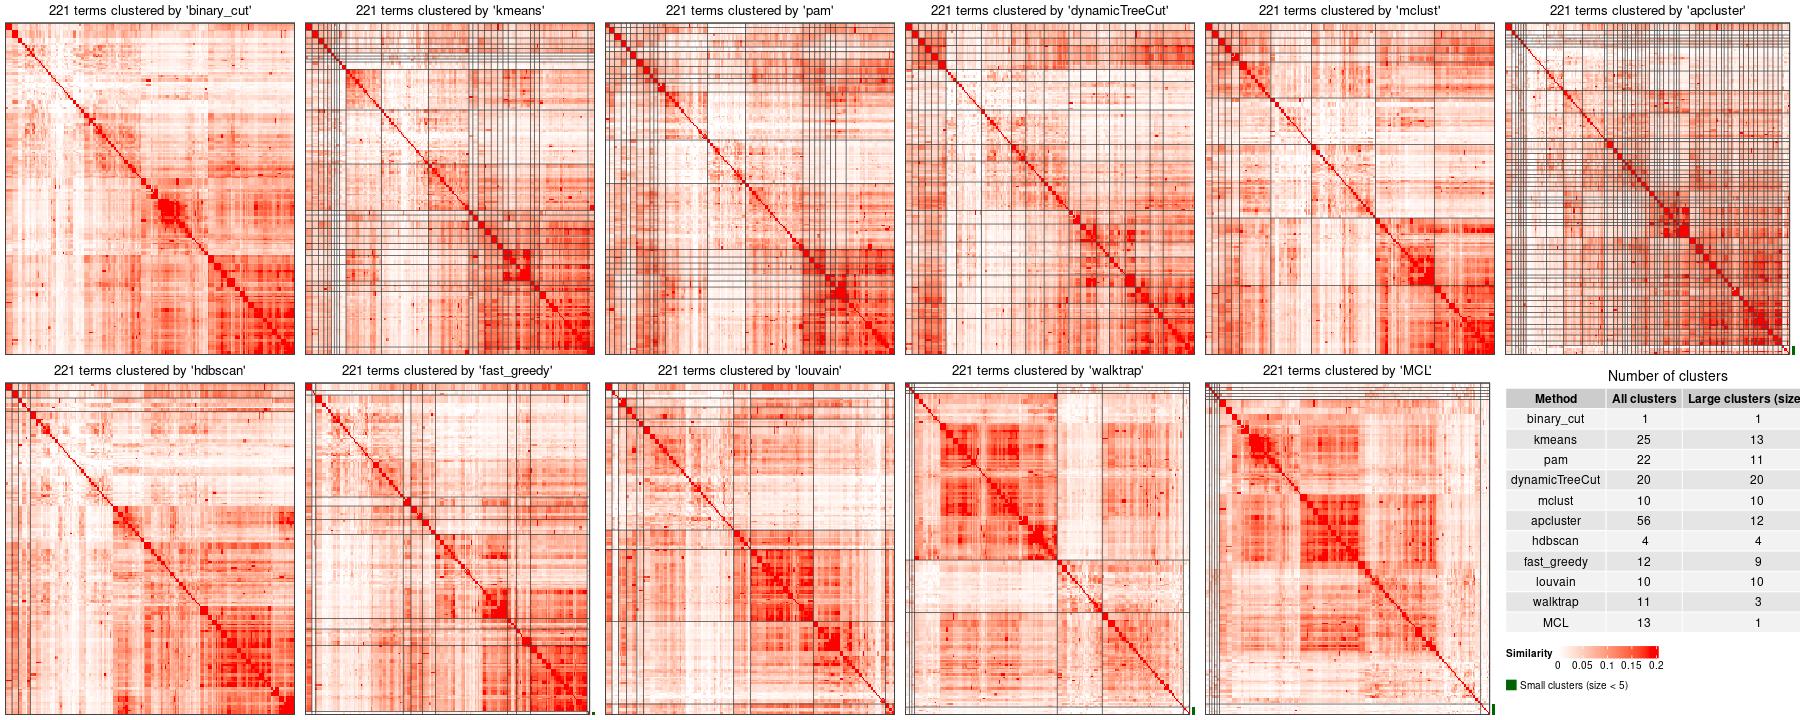 221 terms clustered by 'binary_cut'
221 terms clustered by 'kmeans'
221 terms clustered by 'pam'
221 terms clustered by 'dynamicTreeCut'
221 terms clustered by 'mclust'
221 terms clustered by 'apcluster'
221 terms clustered by 'hdbscan'
221 terms clustered by 'fast_greedy'
221 terms clustered by 'louvain'
221 terms clustered by 'walktrap'
221 terms clustered by 'MCL'
Number of clusters
Method All clusters Large clusters (size
binary_cut 1 1
kmeans 25 13
pam 22 11
dynamicTreeCut 20 20
mclust 10 10
apcluster 56 12
hdbscan 4 4
fast_greedy 12 9
louvain 10 10
walktrap 11 3
MCL 13 1
Similarity
0 0.05 0.1 0.15 0.2
Small clusters (size < 5)